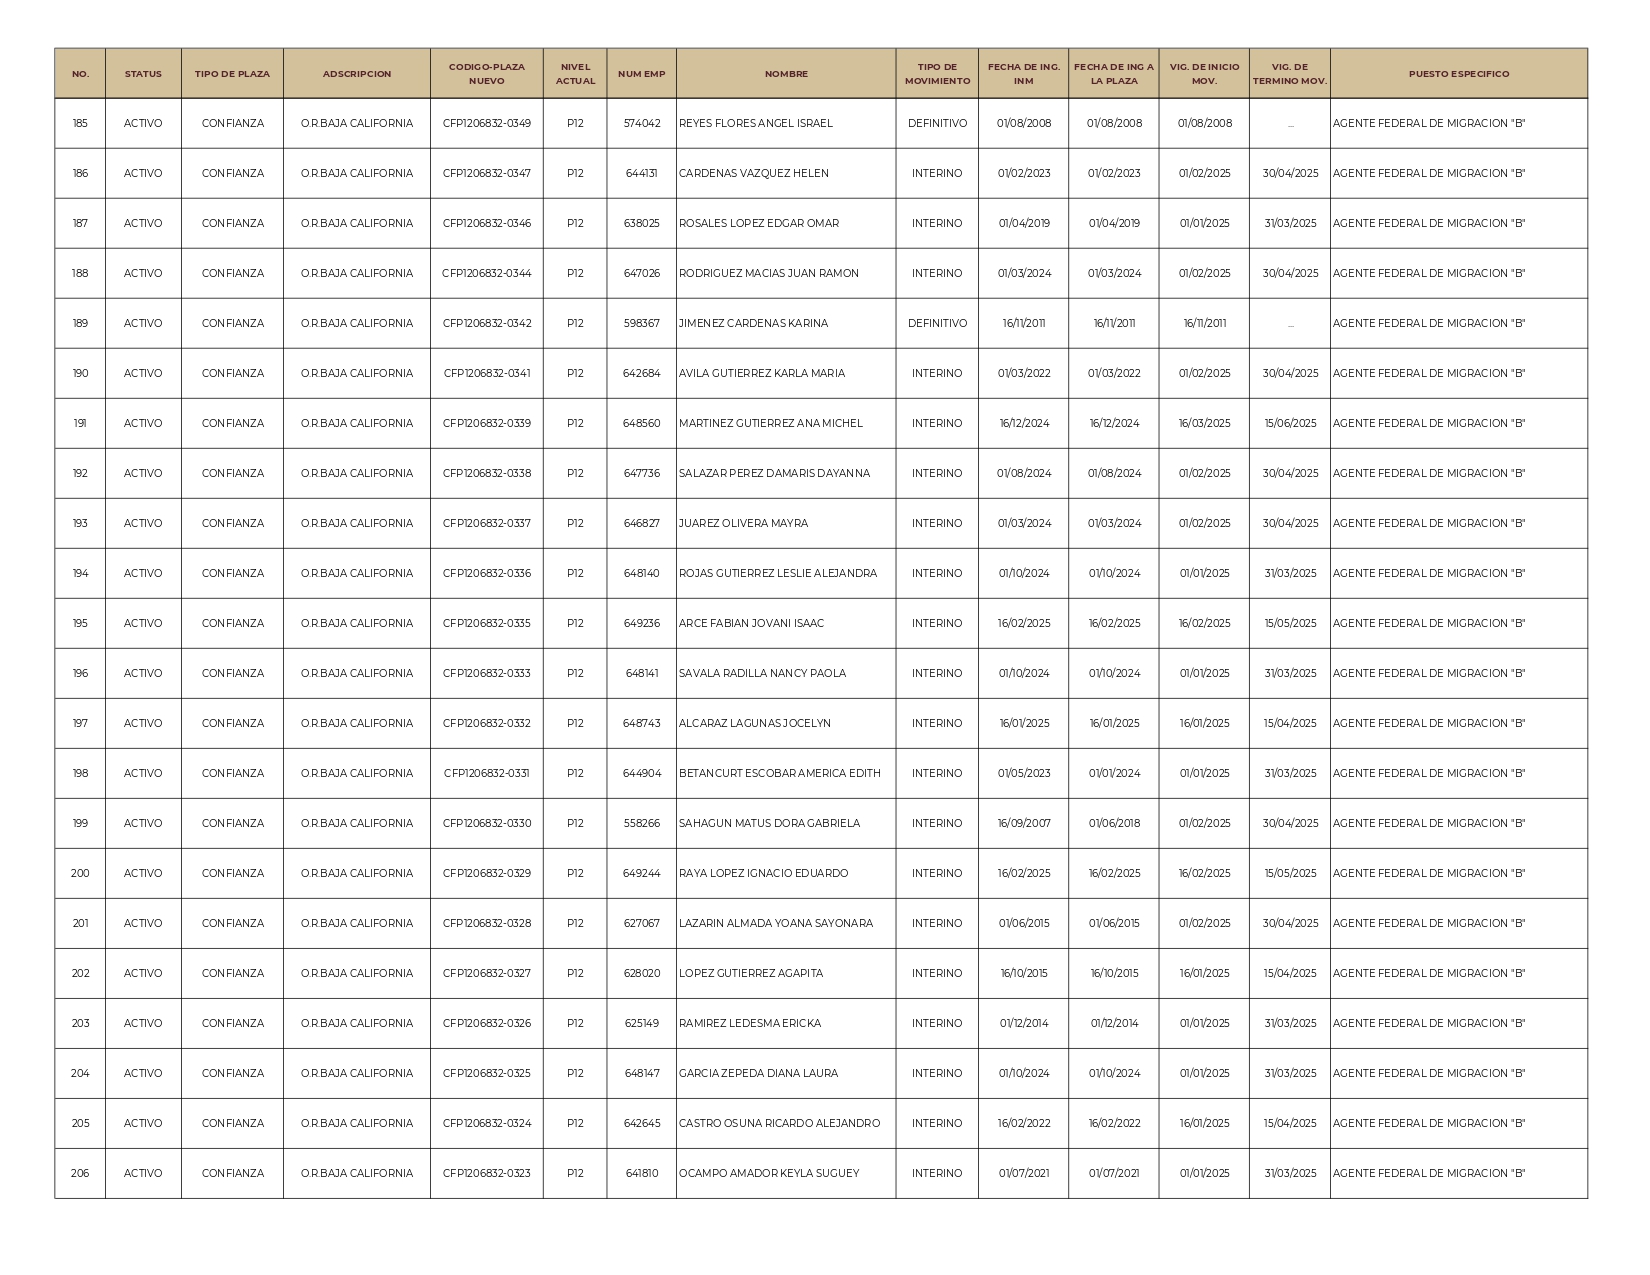 NO. STATUS TIPO DE PLAZA ADSCRIPCION CODIGO-PLAZA NUEVO NIVEL ACTUAL NUM EMP NOMBRE TIPO DE MOVIMIENTO FECHA DE ING. INM FECHA DE ING A LA PLAZA VIG. DE INICIO MOV. VIG. DE TERMINO MOV. PUESTO ESPECIFICO
185 ACTIVO CONFIANZA O.R.BAJA CALIFORNIA CFP1206832-0349 P12 574042 REYES FLORES ANGEL ISRAEL DEFINITIVO 01/08/2008 01/08/2008 01/08/2008 ... AGENTE FEDERAL DE MIGRACION "B"
186 ACTIVO CONFIANZA O.R.BAJA CALIFORNIA CFP1206832-0347 P12 644131 CARDENAS VAZQUEZ HELEN INTERINO 01/02/2023 01/02/2023 01/02/2025 30/04/2025 AGENTE FEDERAL DE MIGRACION "B"
187 ACTIVO CONFIANZA O.R.BAJA CALIFORNIA CFP1206832-0346 P12 638025 ROSALES LOPEZ EDGAR OMAR INTERINO 01/04/2019 01/04/2019 01/01/2025 31/03/2025 AGENTE FEDERAL DE MIGRACION "B"
188 ACTIVO CONFIANZA O.R.BAJA CALIFORNIA CFP1206832-0344 P12 647026 RODRIGUEZ MACIAS JUAN RAMON INTERINO 01/03/2024 01/03/2024 01/02/2025 30/04/2025 AGENTE FEDERAL DE MIGRACION "B"
189 ACTIVO CONFIANZA O.R.BAJA CALIFORNIA CFP1206832-0342 P12 598367 JIMENEZ CARDENAS KARINA DEFINITIVO 16/11/2011 16/11/2011 16/11/2011 ... AGENTE FEDERAL DE MIGRACION "B"
190 ACTIVO CONFIANZA O.R.BAJA CALIFORNIA CFP1206832-0341 P12 642684 AVILA GUTIERREZ KARLA MARIA INTERINO 01/03/2022 01/03/2022 01/02/2025 30/04/2025 AGENTE FEDERAL DE MIGRACION "B"
191 ACTIVO CONFIANZA O.R.BAJA CALIFORNIA CFP1206832-0339 P12 648560 MARTINEZ GUTIERREZ ANA MICHEL INTERINO 16/12/2024 16/12/2024 16/03/2025 15/06/2025 AGENTE FEDERAL DE MIGRACION "B"
192 ACTIVO CONFIANZA O.R.BAJA CALIFORNIA CFP1206832-0338 P12 647736 SALAZAR PEREZ DAMARIS DAYANNA INTERINO 01/08/2024 01/08/2024 01/02/2025 30/04/2025 AGENTE FEDERAL DE MIGRACION "B"
193 ACTIVO CONFIANZA O.R.BAJA CALIFORNIA CFP1206832-0337 P12 646827 JUAREZ OLIVERA MAYRA INTERINO 01/03/2024 01/03/2024 01/02/2025 30/04/2025 AGENTE FEDERAL DE MIGRACION "B"
194 ACTIVO CONFIANZA O.R.BAJA CALIFORNIA CFP1206832-0336 P12 648140 ROJAS GUTIERREZ LESLIE ALEJANDRA INTERINO 01/10/2024 01/10/2024 01/01/2025 31/03/2025 AGENTE FEDERAL DE MIGRACION "B"
195 ACTIVO CONFIANZA O.R.BAJA CALIFORNIA CFP1206832-0335 P12 649236 ARCE FABIAN JOVANI ISAAC INTERINO 16/02/2025 16/02/2025 16/02/2025 15/05/2025 AGENTE FEDERAL DE MIGRACION "B"
196 ACTIVO CONFIANZA O.R.BAJA CALIFORNIA CFP1206832-0333 P12 648141 SAVALA RADILLA NANCY PAOLA INTERINO 01/10/2024 01/10/2024 01/01/2025 31/03/2025 AGENTE FEDERAL DE MIGRACION "B"
197 ACTIVO CONFIANZA O.R.BAJA CALIFORNIA CFP1206832-0332 P12 648743 ALCARAZ LAGUNAS JOCELYN INTERINO 16/01/2025 16/01/2025 16/01/2025 15/04/2025 AGENTE FEDERAL DE MIGRACION "B"
198 ACTIVO CONFIANZA O.R.BAJA CALIFORNIA CFP1206832-0331 P12 644904 BETANCURT ESCOBAR AMERICA EDITH INTERINO 01/05/2023 01/01/2024 01/01/2025 31/03/2025 AGENTE FEDERAL DE MIGRACION "B"
199 ACTIVO CONFIANZA O.R.BAJA CALIFORNIA CFP1206832-0330 P12 558266 SAHAGUN MATUS DORA GABRIELA INTERINO 16/09/2007 01/06/2018 01/02/2025 30/04/2025 AGENTE FEDERAL DE MIGRACION "B"
200 ACTIVO CONFIANZA O.R.BAJA CALIFORNIA CFP1206832-0329 P12 649244 RAYA LOPEZ IGNACIO EDUARDO INTERINO 16/02/2025 16/02/2025 16/02/2025 15/05/2025 AGENTE FEDERAL DE MIGRACION "B"
201 ACTIVO CONFIANZA O.R.BAJA CALIFORNIA CFP1206832-0328 P12 627067 LAZARIN ALMADA YOANA SAYONARA INTERINO 01/06/2015 01/06/2015 01/02/2025 30/04/2025 AGENTE FEDERAL DE MIGRACION "B"
202 ACTIVO CONFIANZA O.R.BAJA CALIFORNIA CFP1206832-0327 P12 628020 LOPEZ GUTIERREZ AGAPITA INTERINO 16/10/2015 16/10/2015 16/01/2025 15/04/2025 AGENTE FEDERAL DE MIGRACION "B"
203 ACTIVO CONFIANZA O.R.BAJA CALIFORNIA CFP1206832-0326 P12 625149 RAMIREZ LEDESMA ERICKA INTERINO 01/12/2014 01/12/2014 01/01/2025 31/03/2025 AGENTE FEDERAL DE MIGRACION "B"
204 ACTIVO CONFIANZA O.R.BAJA CALIFORNIA CFP1206832-0325 P12 648147 GARCIA ZEPEDA DIANA LAURA INTERINO 01/10/2024 01/10/2024 01/01/2025 31/03/2025 AGENTE FEDERAL DE MIGRACION "B"
205 ACTIVO CONFIANZA O.R.BAJA CALIFORNIA CFP1206832-0324 P12 642645 CASTRO OSUNA RICARDO ALEJANDRO INTERINO 16/02/2022 16/02/2022 16/01/2025 15/04/2025 AGENTE FEDERAL DE MIGRACION "B"
206 ACTIVO CONFIANZA O.R.BAJA CALIFORNIA CFP1206832-0323 P12 641810 OCAMPO AMADOR KEYLA SUGUEY INTERINO 01/07/2021 01/07/2021 01/01/2025 31/03/2025 AGENTE FEDERAL DE MIGRACION "B"